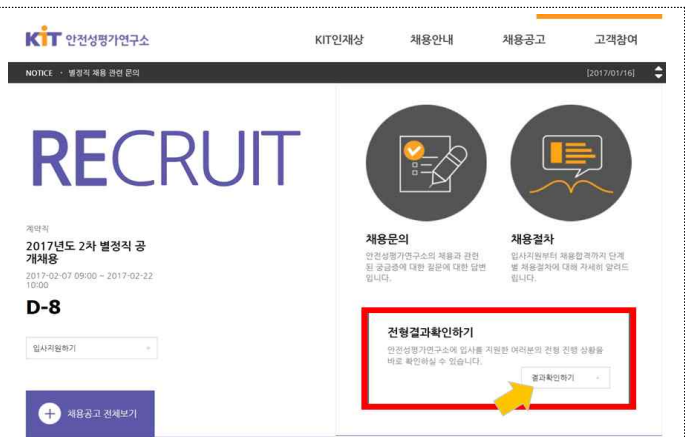 KIT 안전성평가연구소
KIT인재상 채용안내 채용공고 고객참여
NOTICE · 별정직 채용 관련 문의 [2017/01/16]
RECRUIT
계약직
2017년도 2차 별정직 공
개채용
2017-02-07 09:00 ~ 2017-02-22
10:00
D-8
입사지원하기
채용공고 전체보기
채용문의
안전성평가연구소의 채용과 관련
된 궁금증에 대한 질문에 대한 답변
입니다.
채용절차
입사지원부터 채용합격까지 단계
별 채용절차에 대해 자세히 알려드
립니다.
전형결과확인하기
안전성평가연구소에 입사를 지원한 여러분의 전형 진행 상황을
바로 확인하실 수 있습니다.
결과확인하기